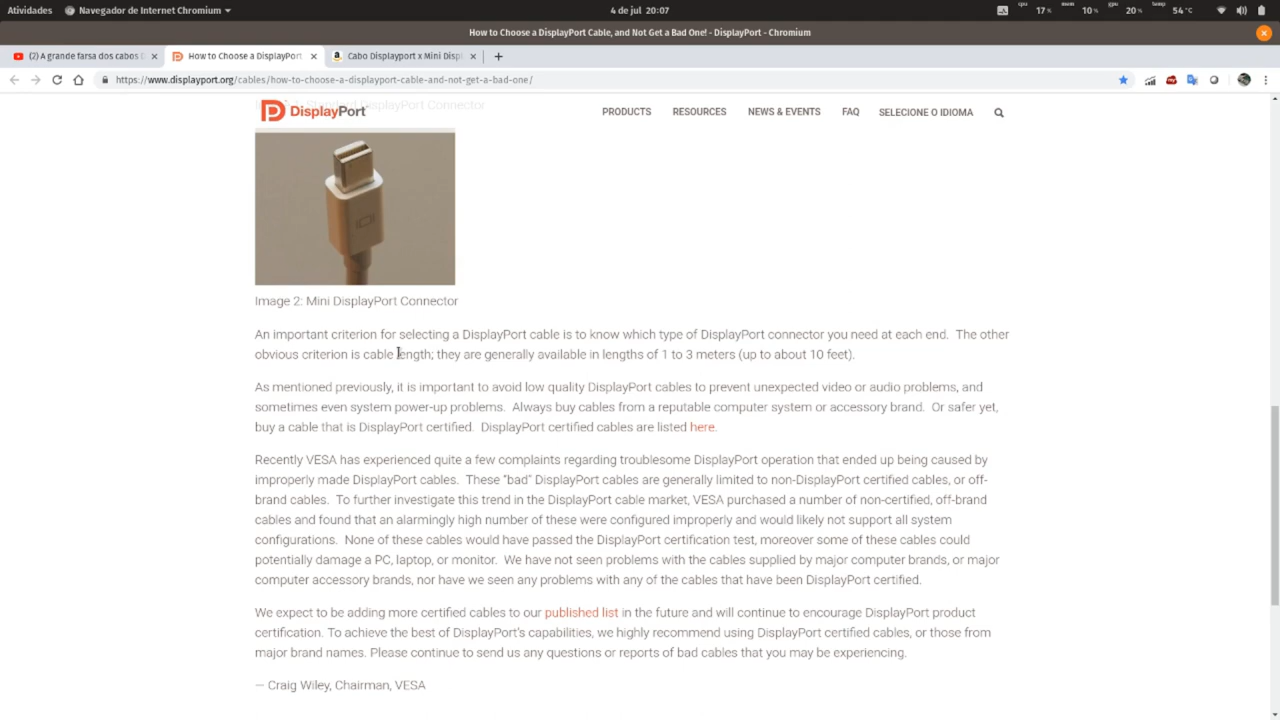 Atividades
Navegador de Internet Chromium
4 de jul 20:07
cpu 17 % mem 10 % gpu 20 % temp 54 °C
How to Choose a DisplayPort Cable, and Not Get a Bad One! - DisplayPort - Chromium
(2) A grande farsa dos cabos
How to Choose a DisplayPort
Cabo Displayport x Mini Displ
https://www.displayport.org/cables/how-to-choose-a-displayport-cable-and-not-get-a-bad-one/
Standard DisplayPort Connector
DisplayPort
PRODUCTS
RESOURCES
NEWS & EVENTS
FAQ
SELECIONE O IDIOMA
Image 2: Mini DisplayPort Connector
An important criterion for selecting a DisplayPort cable is to know which type of DisplayPort connector you need at each end. The other
obvious criterion is cable length; they are generally available in lengths of 1 to 3 meters (up to about 10 feet).
As mentioned previously, it is important to avoid low quality DisplayPort cables to prevent unexpected video or audio problems, and
sometimes even system power-up problems. Always buy cables from a reputable computer system or accessory brand. Or safer yet,
buy a cable that is DisplayPort certified. DisplayPort certified cables are listed here.
Recently VESA has experienced quite a few complaints regarding troublesome DisplayPort operation that ended up being caused by
improperly made DisplayPort cables. These "bad" DisplayPort cables are generally limited to non-DisplayPort certified cables, or off-
brand cables. To further investigate this trend in the DisplayPort cable market, VESA purchased a number of non-certified, off-brand
cables and found that an alarmingly high number of these were configured improperly and would likely not support all system
configurations. None of these cables would have passed the DisplayPort certification test, moreover some of these cables could
potentially damage a PC, laptop, or monitor. We have not seen problems with the cables supplied by major computer brands, or major
computer accessory brands, nor have we seen any problems with any of the cables that have been DisplayPort certified.
We expect to be adding more certified cables to our published list in the future and will continue to encourage DisplayPort product
certification. To achieve the best of DisplayPort's capabilities, we highly recommend using DisplayPort certified cables, or those from
major brand names. Please continue to send us any questions or reports of bad cables that you may be experiencing.
— Craig Wiley, Chairman, VESA